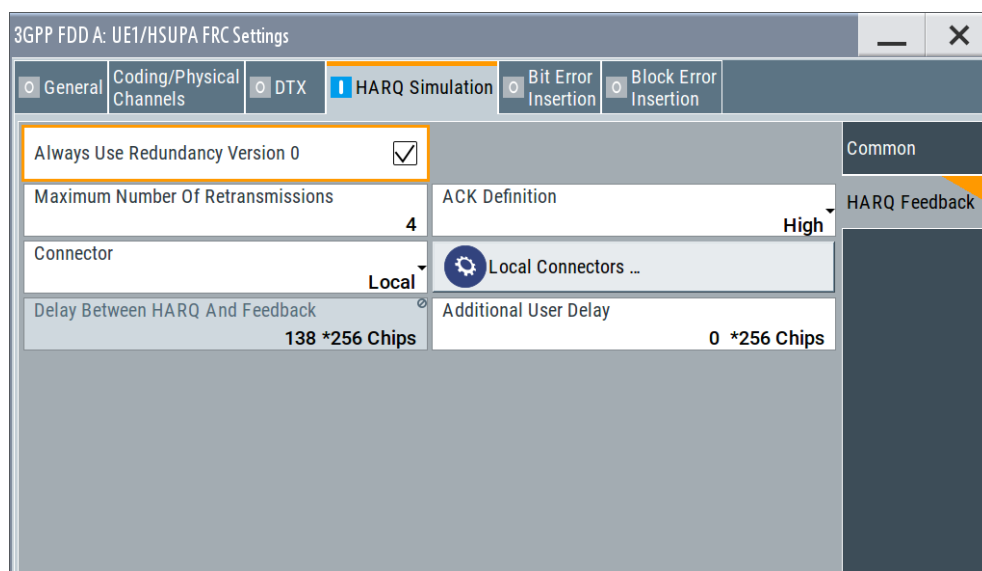 3GPP FDD A: UE1/HSUPA FRC Settings
General
Coding/Physical
Channels
DTX
HARQ Simulation
Bit Error
Insertion
Block Error
Insertion
Always Use Redundancy Version 0
Maximum Number Of Retransmissions
4
ACK Definition
High
Connector
Local
Local Connectors ...
Delay Between HARQ And Feedback
138 *256 Chips
Additional User Delay
0 *256 Chips
Common
HARQ Feedback